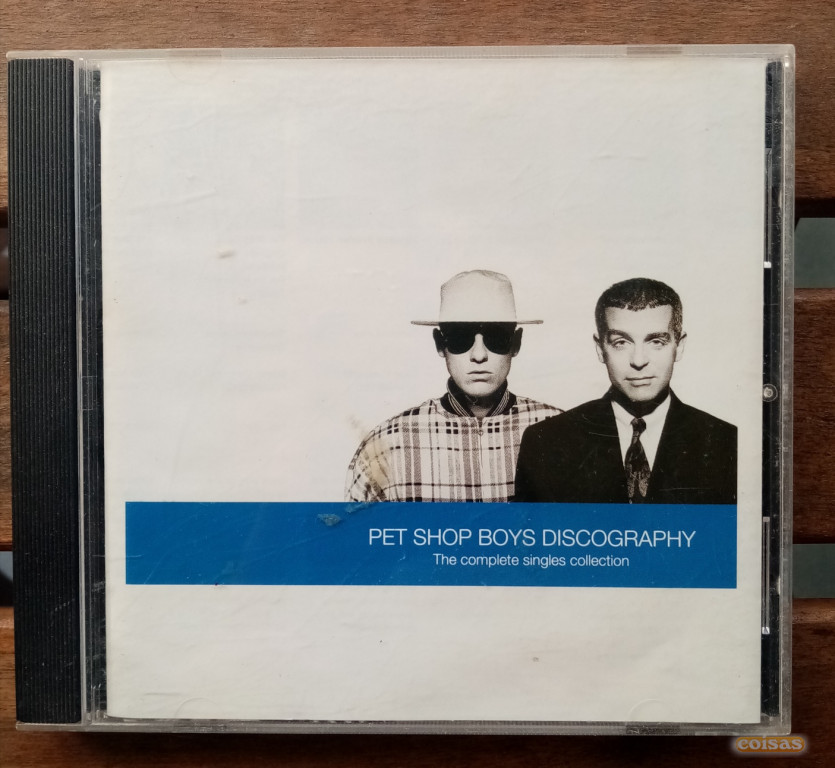 PET SHOP BOYS DISCOGRAPHY
The complete singles collection
coisas